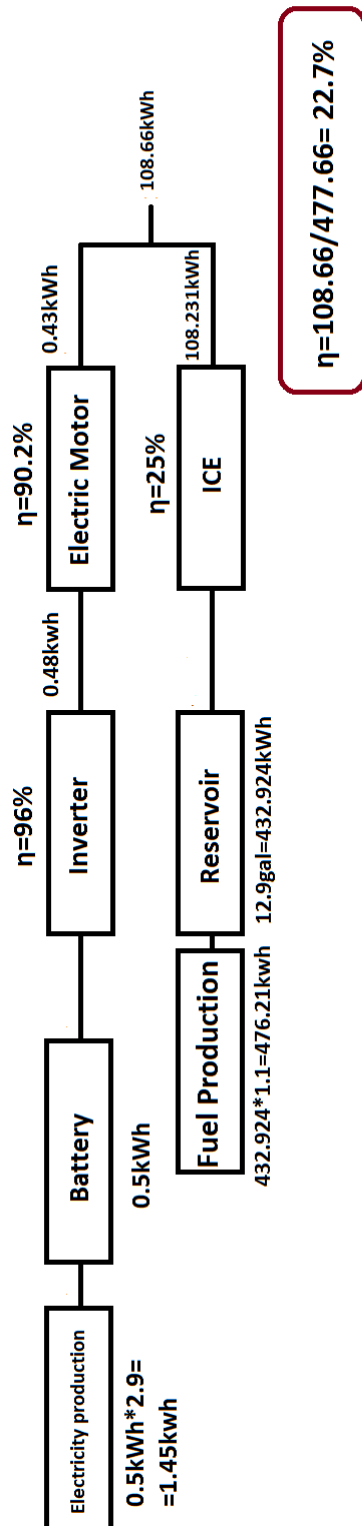 Electricity production
0.5kWh*2.9=
=1.45kwh
Battery
0.5kWh
η=96%
Inverter
0.48kwh
η=90.2%
Electric Motor
0.43kWh
Fuel Production
432.924*1.1=476.21kwh
Reservoir
12.9gal=432.924kWh
η=25%
ICE
108.231kWh
108.66kWh
η=108.66/477.66= 22.7%